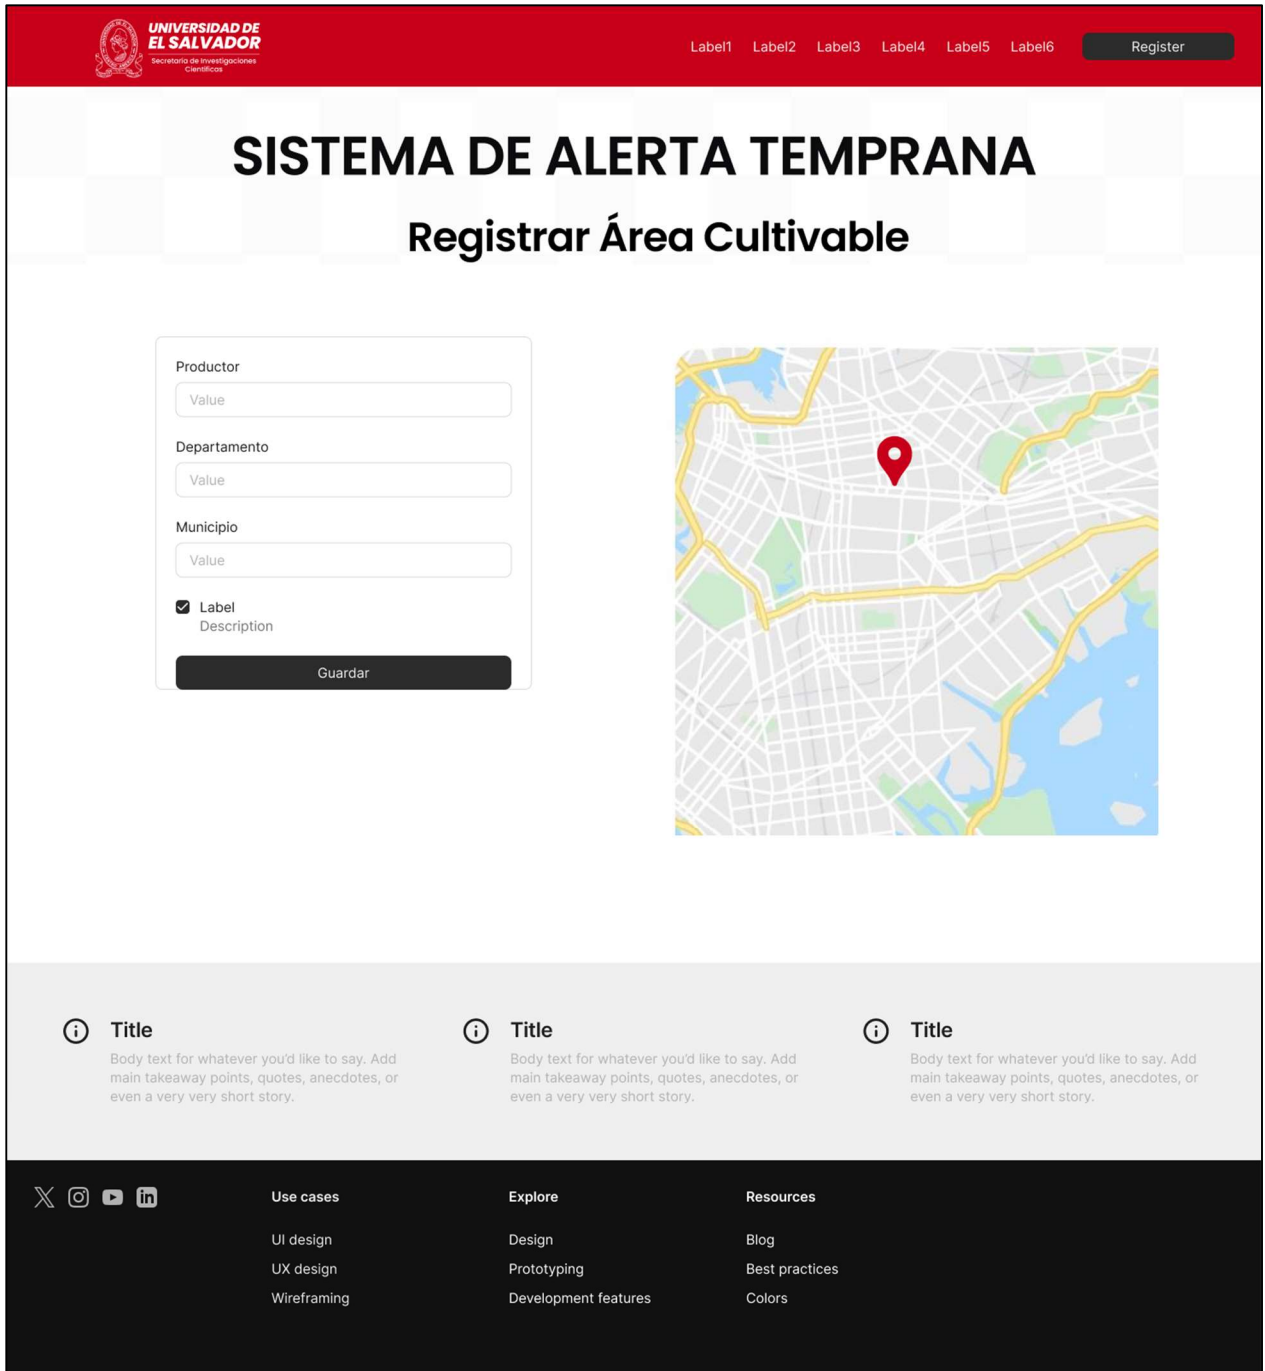 UNIVERSIDAD DE
EL SALVADOR
Secretaría de Investigaciones
Científicas
Label1 Label2 Label3 Label4 Label5 Label6 Register
SISTEMA DE ALERTA TEMPRANA
Registrar Área Cultivable
Productor
Value
Departamento
Value
Municipio
Value
Label
Description
Guardar
Title
Body text for whatever you'd like to say. Add
main takeaway points, quotes, anecdotes, or
even a very very short story.
Title
Body text for whatever you'd like to say. Add
main takeaway points, quotes, anecdotes, or
even a very very short story.
Title
Body text for whatever you'd like to say. Add
main takeaway points, quotes, anecdotes, or
even a very very short story.
Use cases
UI design
UX design
Wireframing
Explore
Design
Prototyping
Development features
Resources
Blog
Best practices
Colors